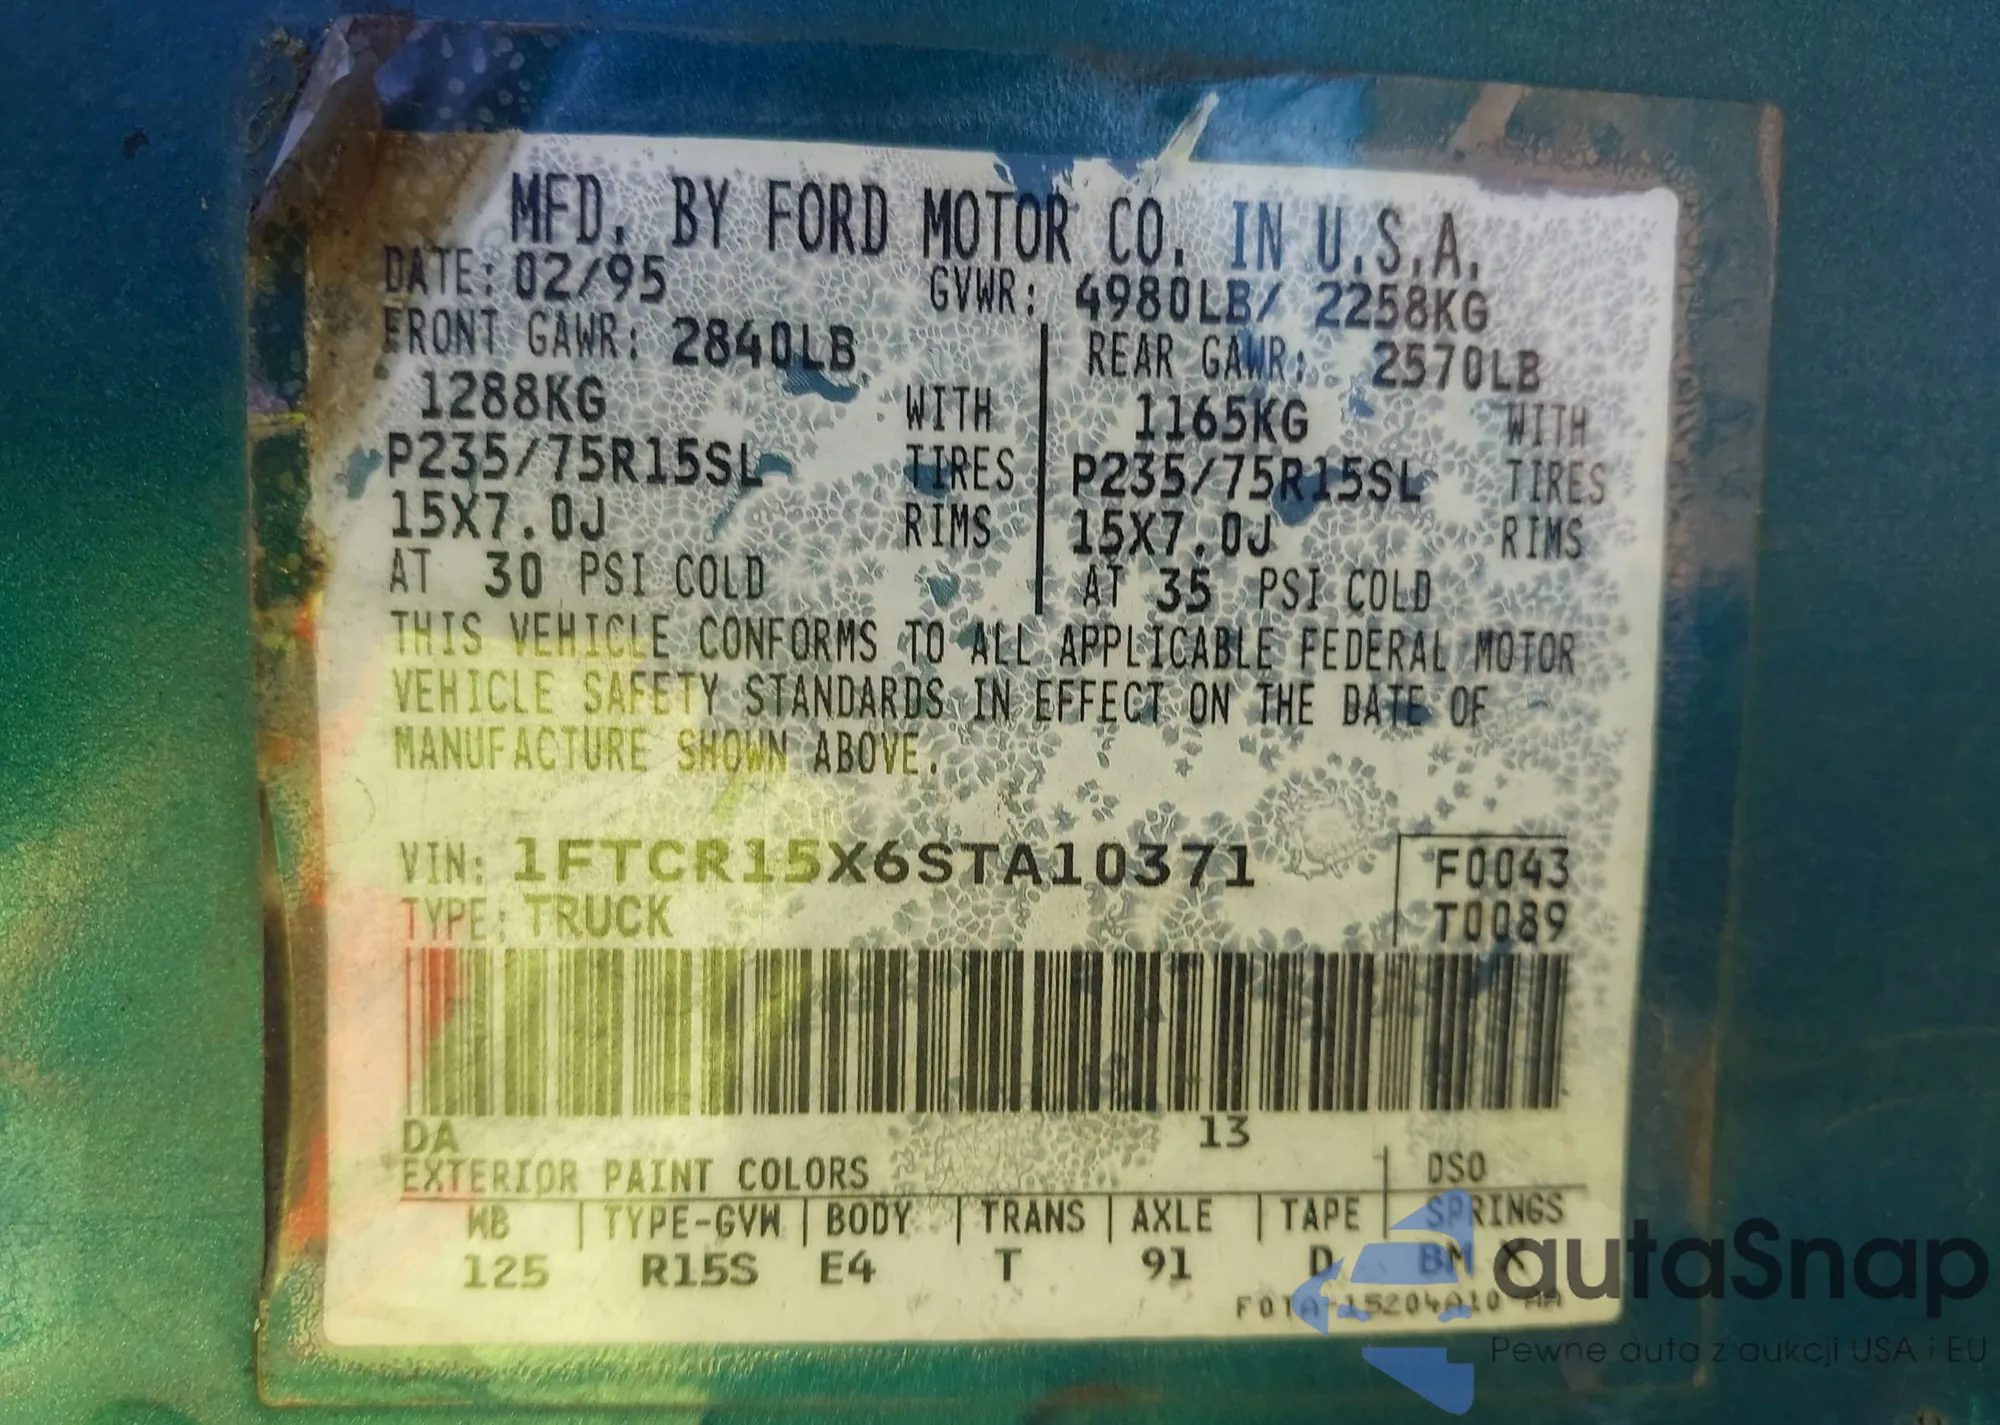 MFD. BY FORD MOTOR CO. IN U.S.A.
DATE: 02/95 GVWR: 4980LB/ 2258KG
FRONT GAWR: 2840LB REAR GAWR: 2570LB
1288KG WITH 1165KG WITH
P235/75R15SL TIRES P235/75R15SL TIRES
15X7.0J RIMS 15X7.0J RIMS
AT 30 PSI COLD AT 35 PSI COLD
THIS VEHICLE CONFORMS TO ALL APPLICABLE FEDERAL MOTOR
VEHICLE SAFETY STANDARDS IN EFFECT ON THE DATE OF
MANUFACTURE SHOWN ABOVE.
VIN: 1FTCR15X6STA10371 F0043
TYPE: TRUCK T0089
DA 13
EXTERIOR PAINT COLORS DSO
WB TYPE-GVW BODY TRANS AXLE TAPE SPRINGS
125 R15S E4 T 91 D BM X
autaSnap
Pewne auta z aukcji USA i EU